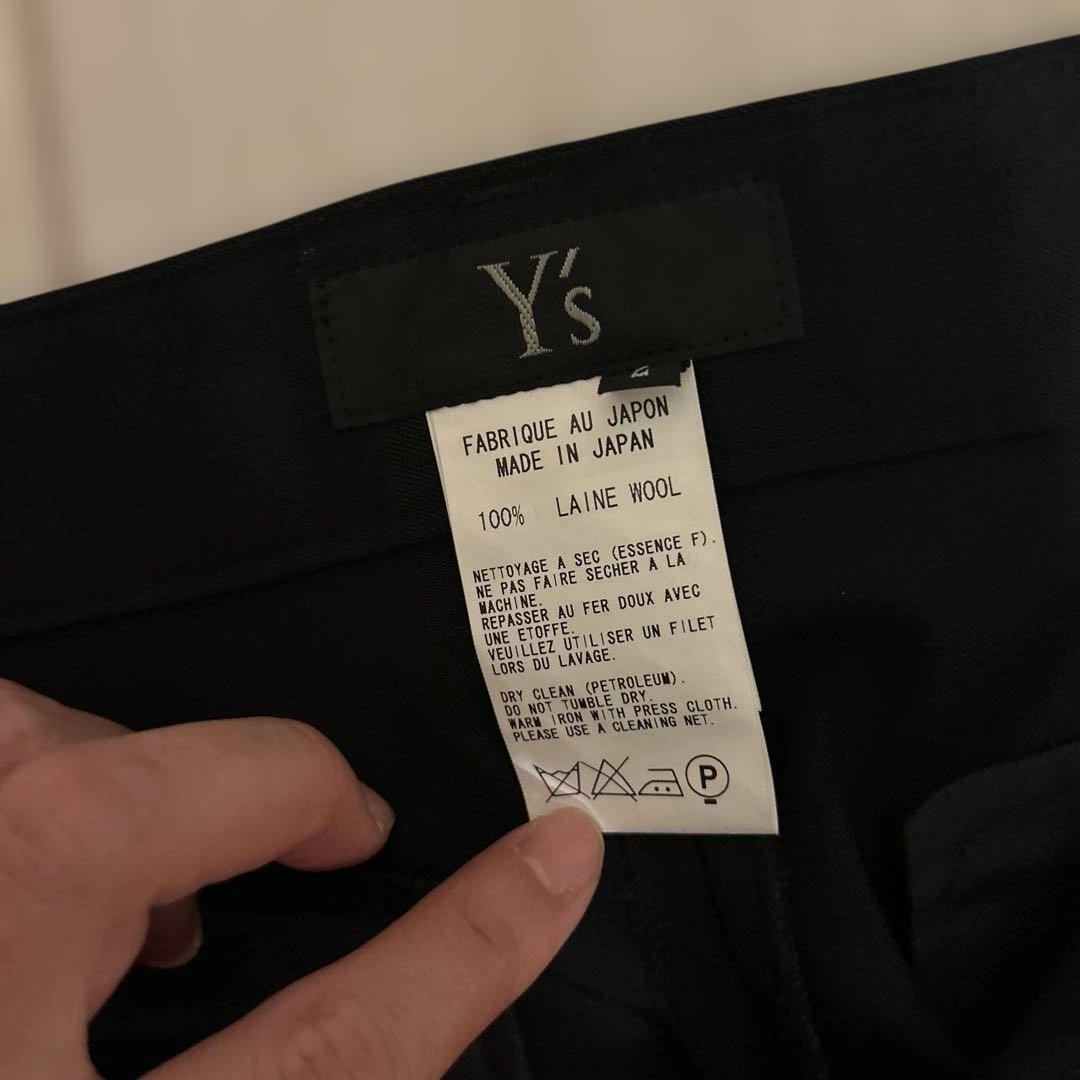 Y's
FABRIQUE AU JAPON
MADE IN JAPAN
100% LAINE WOOL
NETTOYAGE A SEC (ESSENCE F).
NE PAS FAIRE SECHER A LA
MACHINE.
REPASSER AU FER DOUX AVEC
UNE ETOFFE.
VEUILLEZ UTILISER UN FILET
LORS DU LAVAGE.
DRY CLEAN (PETROLEUM).
DO NOT TUMBLE DRY.
WARM IRON WITH PRESS CLOTH.
PLEASE USE A CLEANING NET.
P